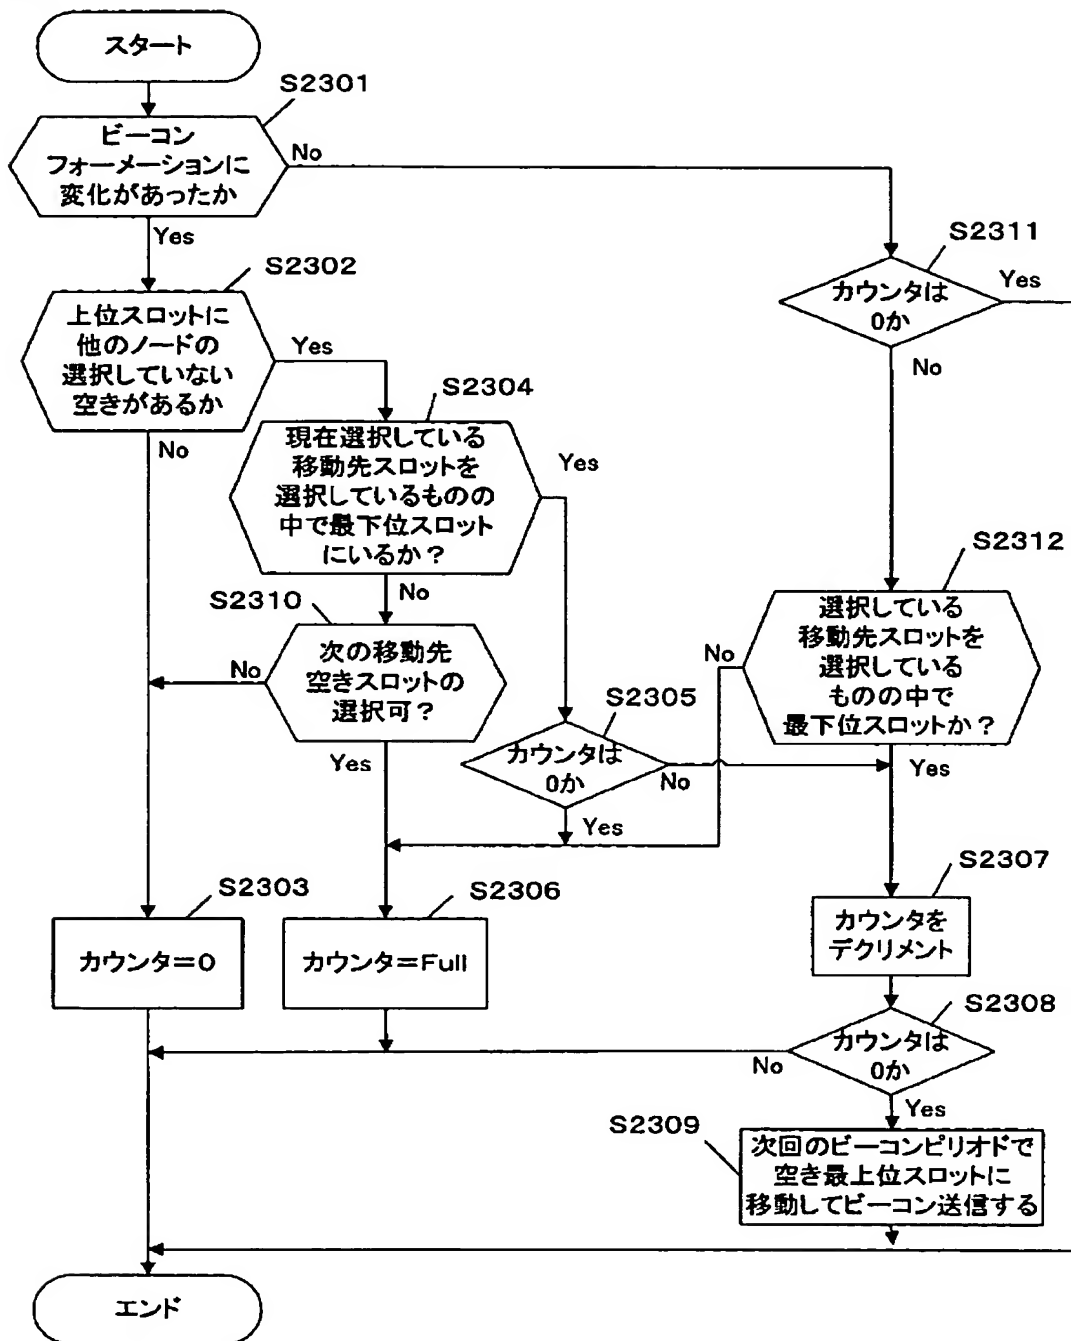 スタート
S2301
ビーコン
フォーメーションに
変化があったか
No
Yes
S2302
上位スロットに
他のノードの
選択していない
空きがあるか
Yes
No
S2311
カウンタは
0か
Yes
No
S2304
現在選択している
移動先スロットを
選択しているものの
中で最下位スロット
にいるか?
Yes
No
S2310
次の移動先
空きスロットの
選択可?
No
Yes
S2305
カウンタは
0か
No
Yes
S2312
選択している
移動先スロットを
選択している
ものの中で
最下位スロットか?
No
Yes
S2303
カウンタ=0
S2306
カウンタ=Full
S2307
カウンタを
デクリメント
S2308
カウンタは
0か
No
Yes
S2309
次回のビーコンピリオドで
空き最上位スロットに
移動してビーコン送信する
エンド